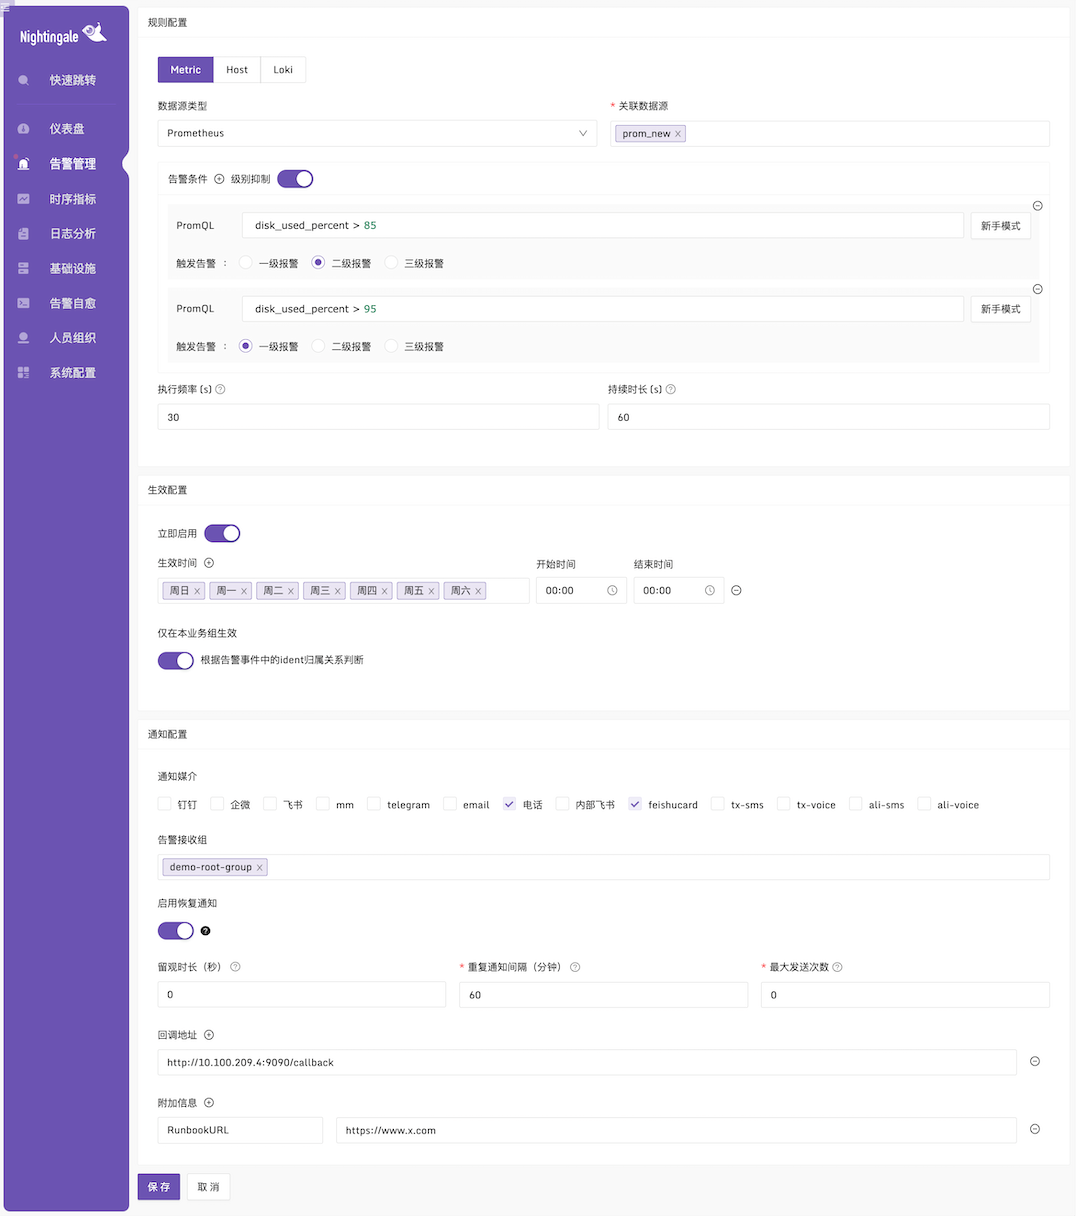 Nightingale
快速跳转
仪表盘
告警管理
时序指标
日志分析
基础设施
告警自愈
人员组织
系统配置
规则配置
Metric Host Loki
数据源类型 * 关联数据源
Prometheus prom_new x
告警条件 级别抑制
PromQL disk_used_percent > 85 新手模式
触发告警 : 一级报警 二级报警 三级报警
PromQL disk_used_percent > 95 新手模式
触发告警 : 一级报警 二级报警 三级报警
执行频率 (s) 持续时长 (s)
30 60
生效配置
立即启用
生效时间 开始时间 结束时间
周日 x 周一 x 周二 x 周三 x 周四 x 周五 x 周六 x 00:00 00:00
仅在本业务组生效
根据告警事件中的ident归属关系判断
通知配置
通知媒介
钉钉 企微 飞书 mm telegram email 电话 内部飞书 feishucard tx-sms tx-voice ali-sms ali-voice
告警接收组
demo-root-group x
启用恢复通知
留观时长（秒） * 重复通知间隔（分钟） * 最大发送次数
0 60 0
回调地址
http://10.100.209.4:9090/callback
附加信息
RunbookURL https://www.x.com
保存 取消